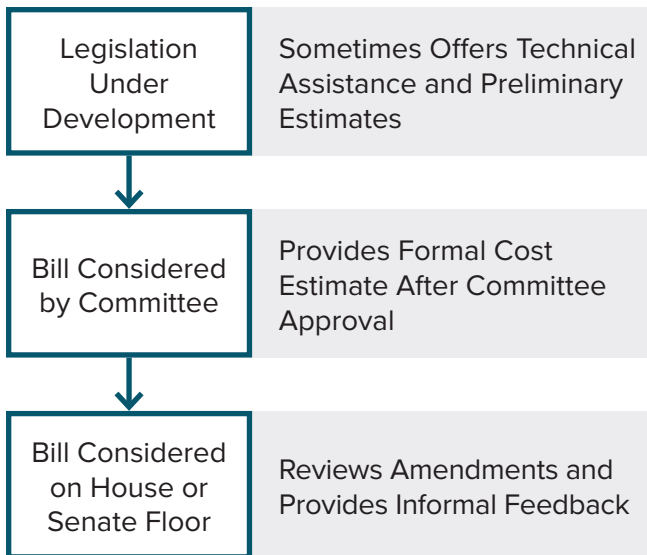 Legislation
Under
Development
Sometimes Offers Technical
Assistance and Preliminary
Estimates
Bill Considered
by Committee
Provides Formal Cost
Estimate After Committee
Approval
Bill Considered
on House or
Senate Floor
Reviews Amendments and
Provides Informal Feedback